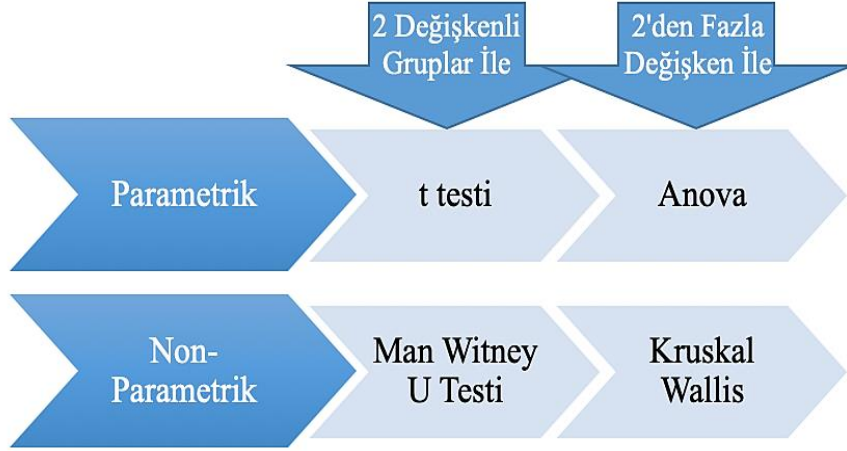 2 Değişkenli
Gruplar İle
2'den Fazla
Değişken İle
Parametrik
t testi
Anova
Non-
Parametrik
Man Witney
U Testi
Kruskal
Wallis